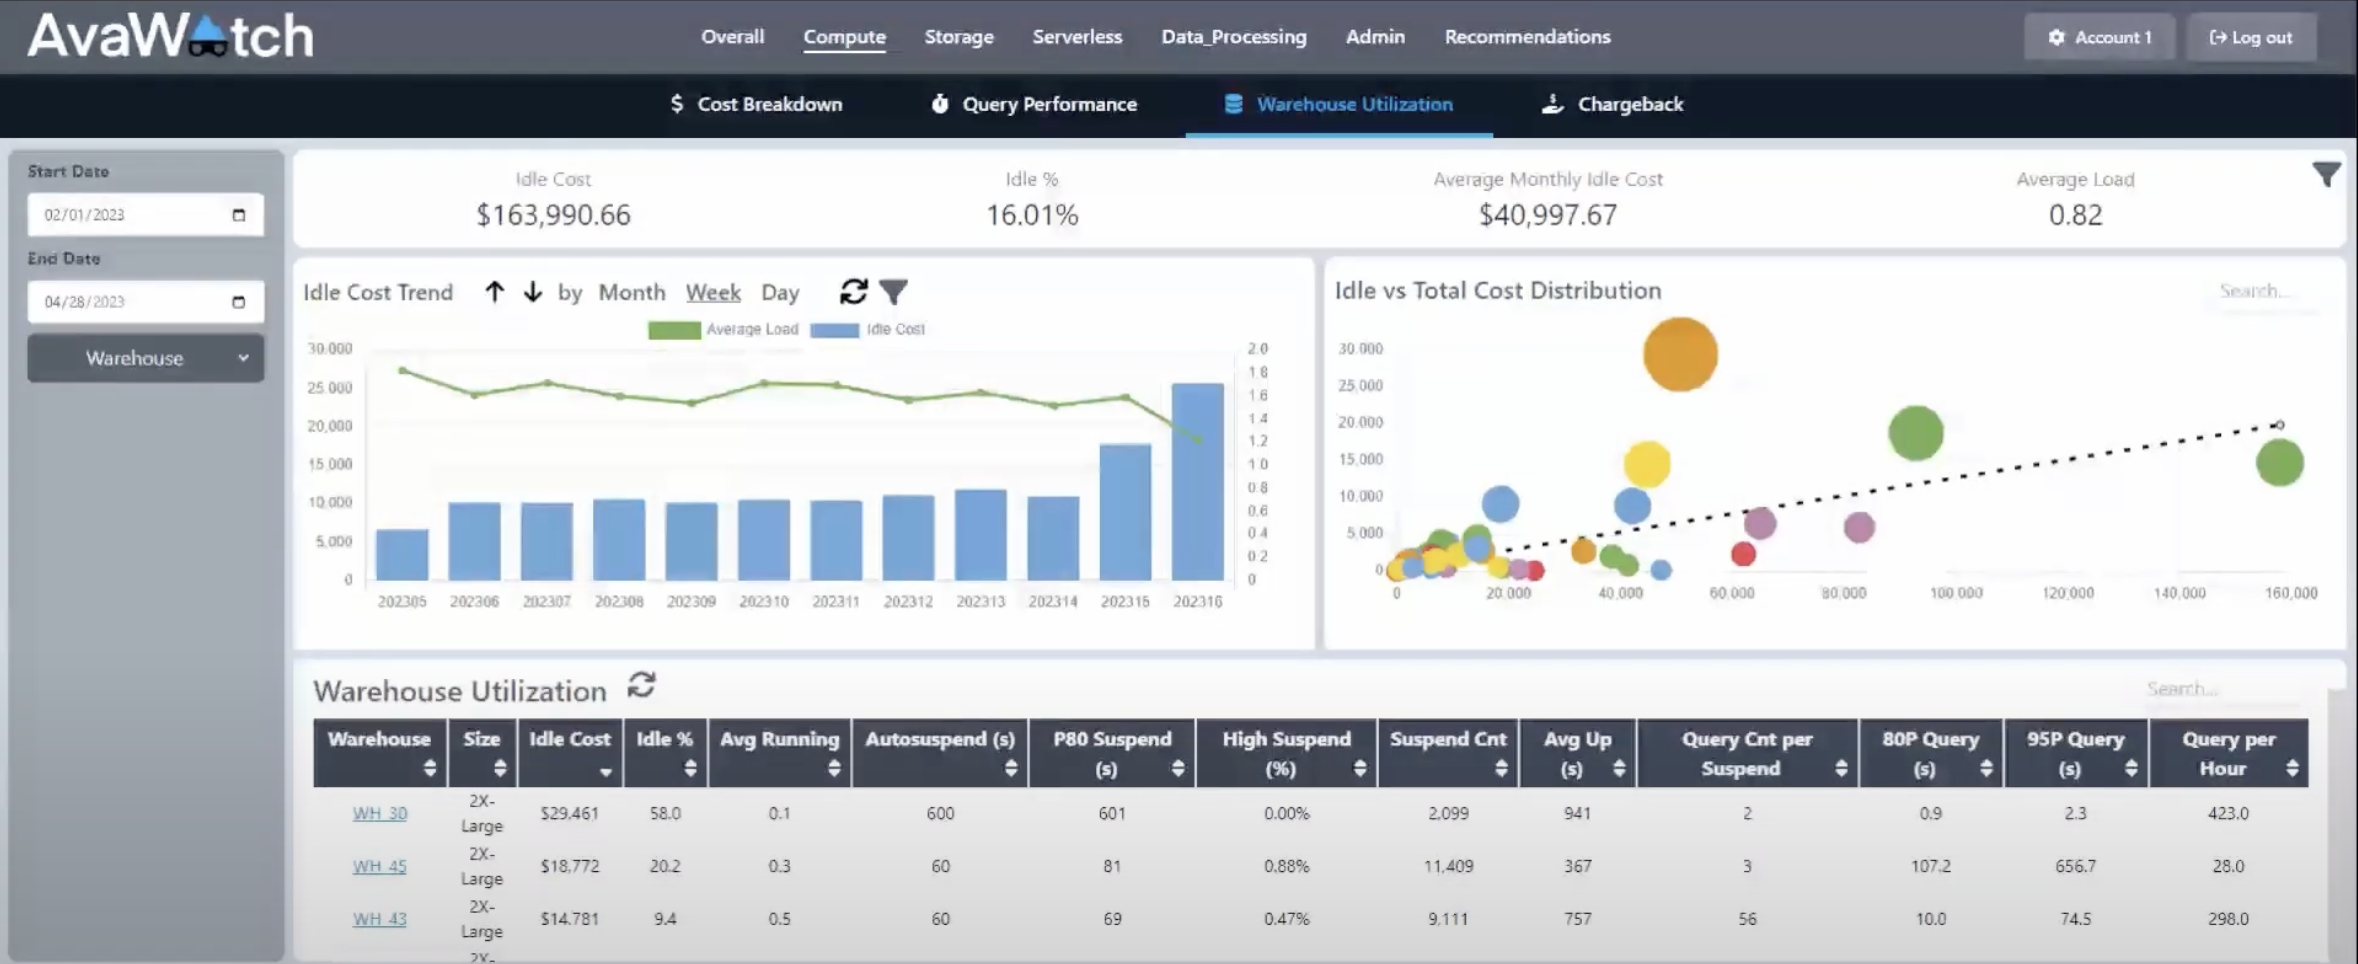 AvaWatch
Overall Compute Storage Serverless Data_Processing Admin Recommendations
Account 1 Log out
$ Cost Breakdown Query Performance Warehouse Utilization Chargeback
Start Date
02/01/2023
End Date
04/28/2023
Warehouse
Idle Cost Idle % Average Monthly Idle Cost Average Load
$163,990.66 16.01% $40,997.67 0.82
Idle Cost Trend ↑ ↓ by Month Week Day
Average Load Idle Cost
30.000 2.0
1.8
25.000 1.6
20,000 1.4
1.2
15.000 1.0
10,000 0.8
0.6
5.000 0.4
0.2
0 0
202305 202306 202307 202308 202309 202310 202311 202312 202313 202314 202315 202316
Idle vs Total Cost Distribution Search...
30.000
25.000
20.000
15,000
10.000
5.000
0
0 20.000 40.000 60.000 80.000 100.000 120.000 140,000 160,000
Warehouse Utilization Search...
Warehouse Size Idle Cost Idle % Avg Running Autosuspend (s) P80 Suspend (s) High Suspend (%) Suspend Cnt Avg Up (s) Query Cnt per Suspend 80P Query (s) 95P Query (s) Query per Hour
WH_30 2X-Large $29,461 58.0 0.1 600 601 0.00% 2,099 941 2 0.9 2.3 423.0
WH_45 2X-Large $18,772 20.2 0.3 60 81 0.88% 11,409 367 3 107.2 656.7 28.0
WH_43 2X-Large $14,781 9.4 0.5 60 69 0.47% 9,111 757 56 10.0 74.5 298.0